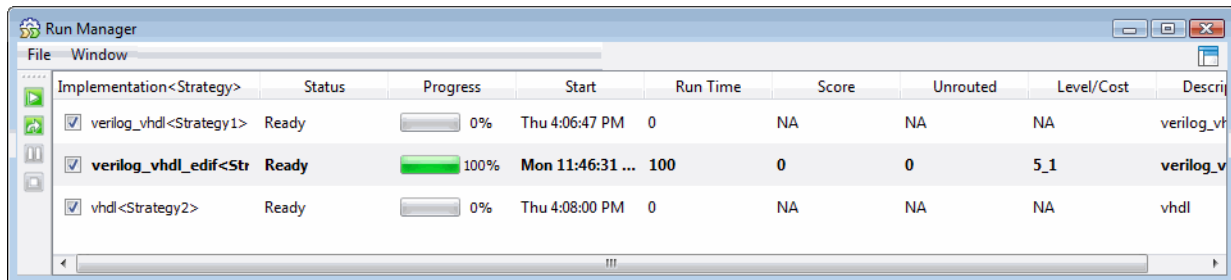 Run Manager
File Window
Implementation<Strategy> Status Progress Start Run Time Score Unrouted Level/Cost Descrip
verilog_vhdl<Strategy1> Ready 0% Thu 4:06:47 PM 0 NA NA NA verilog_vh
verilog_vhdl_edif<Str Ready 100% Mon 11:46:31 ... 100 0 0 5_1 verilog_v
vhdl<Strategy2> Ready 0% Thu 4:08:00 PM 0 NA NA NA vhdl